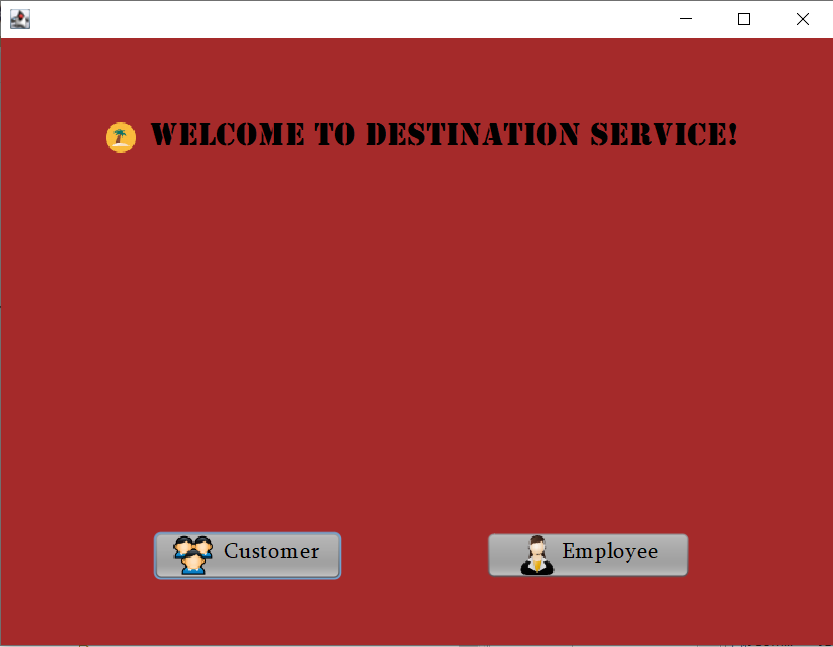 WELCOME TO DESTINATION SERVICE!
Customer
Employee